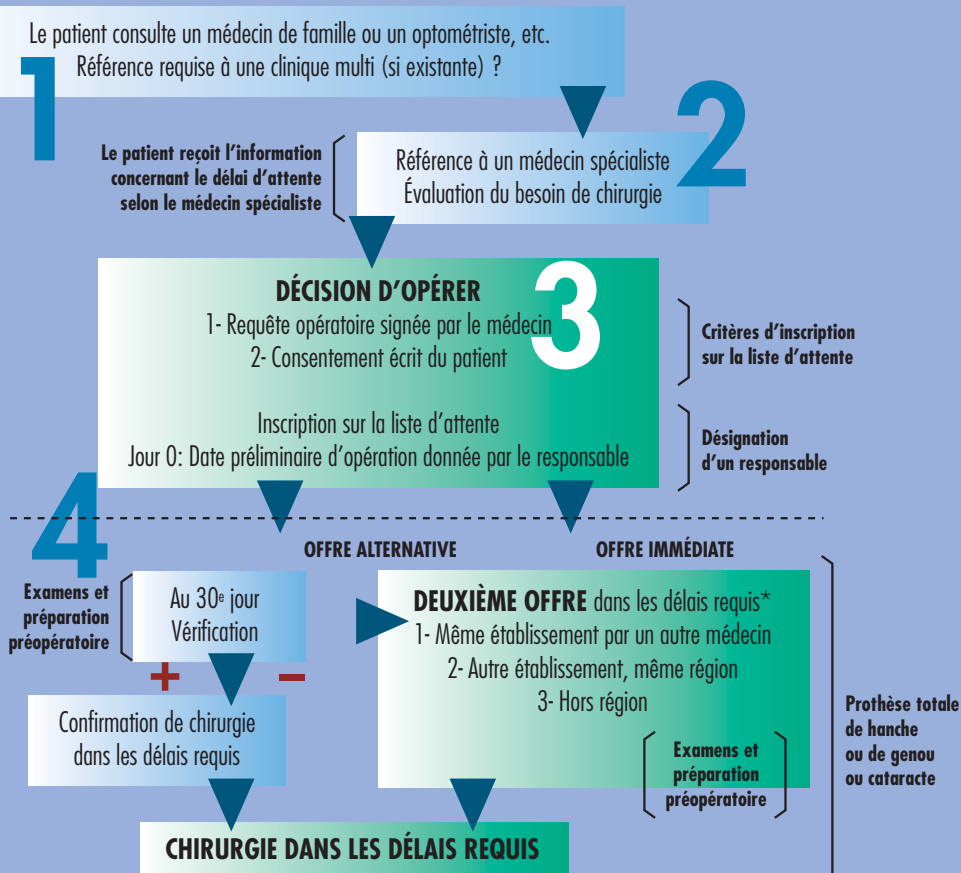 Le patient consulte un médecin de famille ou un optométriste, etc.
Référence requise à une clinique multi (si existante) ?
1
2
Le patient reçoit l'information
concernant le délai d'attente
selon le médecin spécialiste
Référence à un médecin spécialiste
Évaluation du besoin de chirurgie
DÉCISION D'OPÉRER
1- Requête opératoire signée par le médecin
2- Consentement écrit du patient
3
Critères d'inscription
sur la liste d'attente
Inscription sur la liste d'attente
Jour 0: Date préliminaire d'opération donnée par le responsable
Désignation
d'un responsable
4
OFFRE ALTERNATIVE
OFFRE IMMÉDIATE
Examens et
préparation
préopératoire
Au 30e jour
Vérification
+
–
DEUXIÈME OFFRE dans les délais requis*
1- Même établissement par un autre médecin
2- Autre établissement, même région
3- Hors région
Confirmation de chirurgie
dans les délais requis
Examens et
préparation
préopératoire
Prothèse totale
de hanche
ou de genou
ou cataracte
CHIRURGIE DANS LES DÉLAIS REQUIS